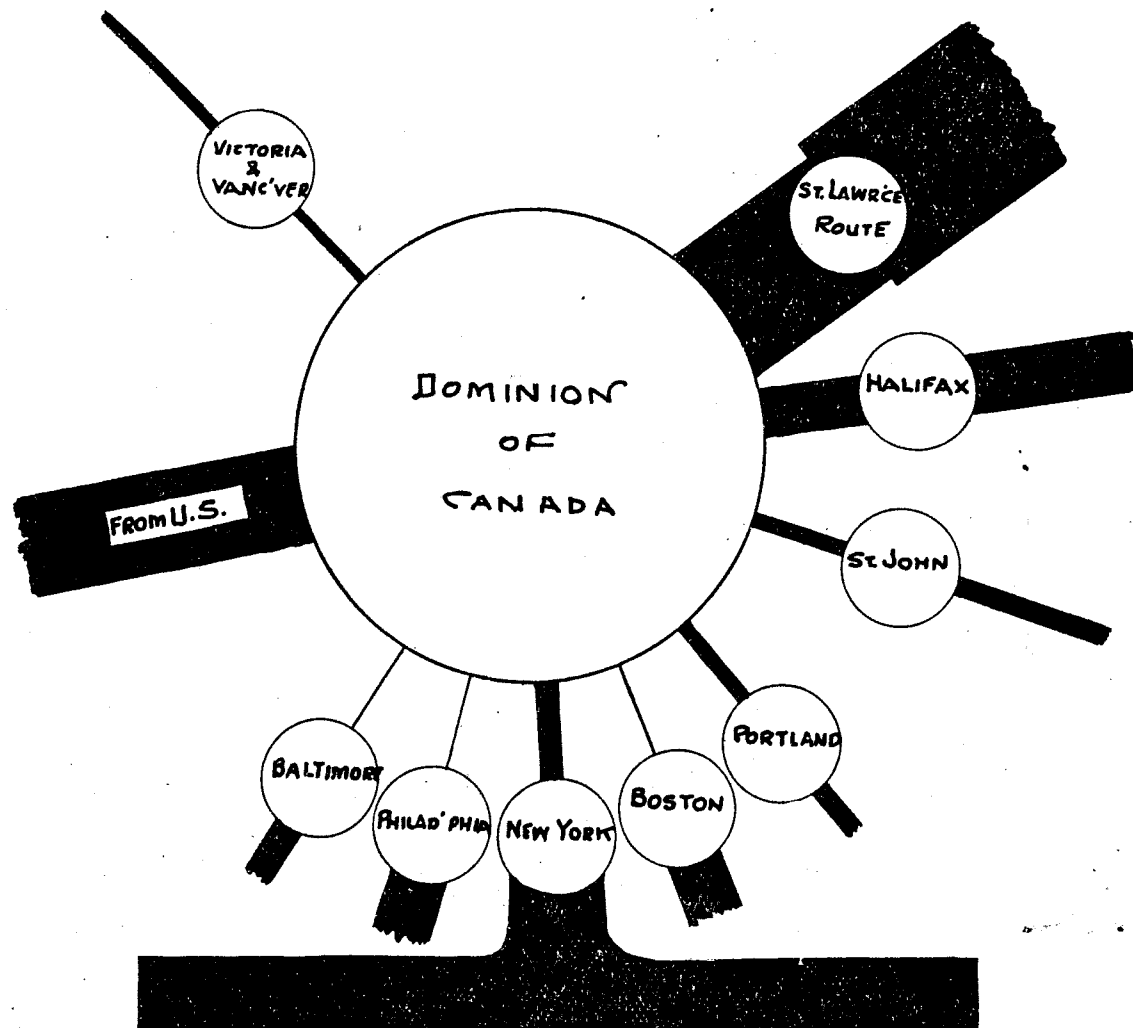 VICTORIA
&
VANC'VER
ST. LAWR'CE
ROUTE
HALIFAX
DOMINION
OF
CANADA
FROM U.S.
ST. JOHN
PORTLAND
BOSTON
NEW YORK
PHILAD'PHIA
BALTIMORE